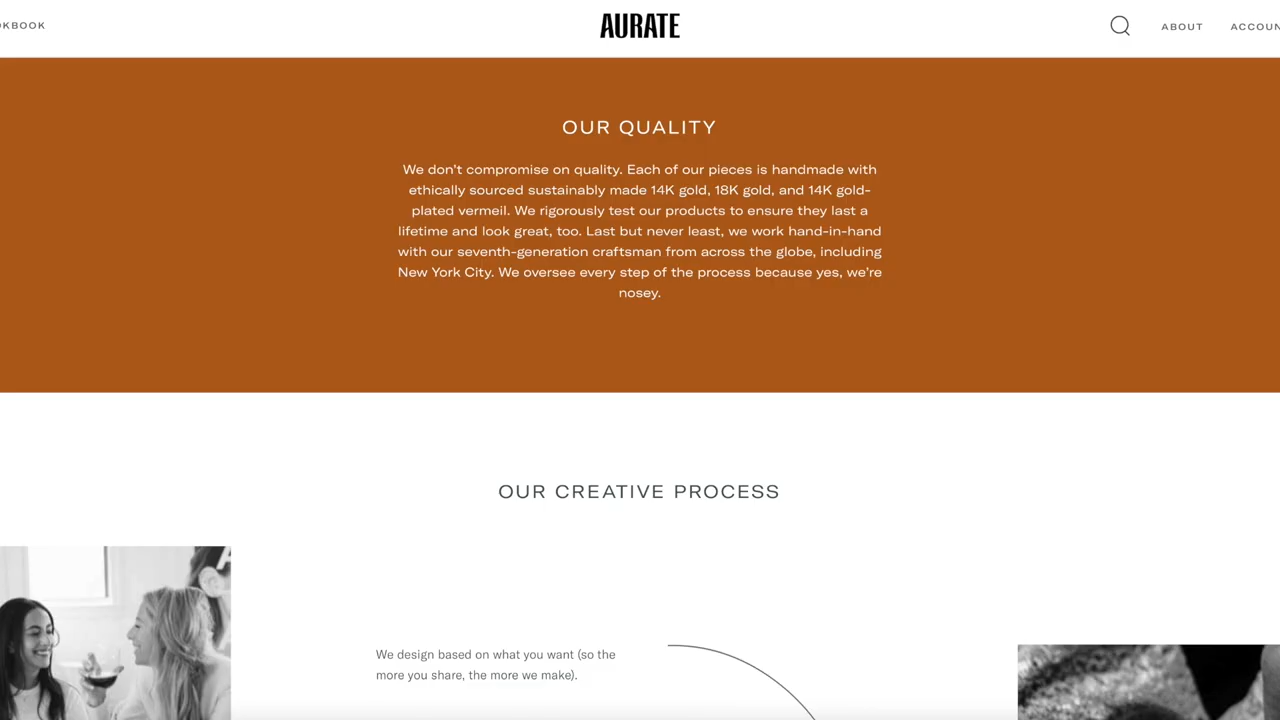 AURATE
ABOUT
OUR QUALITY
We don't compromise on quality. Each of our pieces is handmade with
ethically sourced sustainably made 14K gold, 18K gold, and 14K gold-
plated vermeil. We rigorously test our products to ensure they last a
lifetime and look great, too. Last but never least, we work hand-in-hand
with our seventh-generation craftsman from across the globe, including
New York City. We oversee every step of the process because yes, we're
nosey.
OUR CREATIVE PROCESS
We design based on what you want (so the
more you share, the more we make).